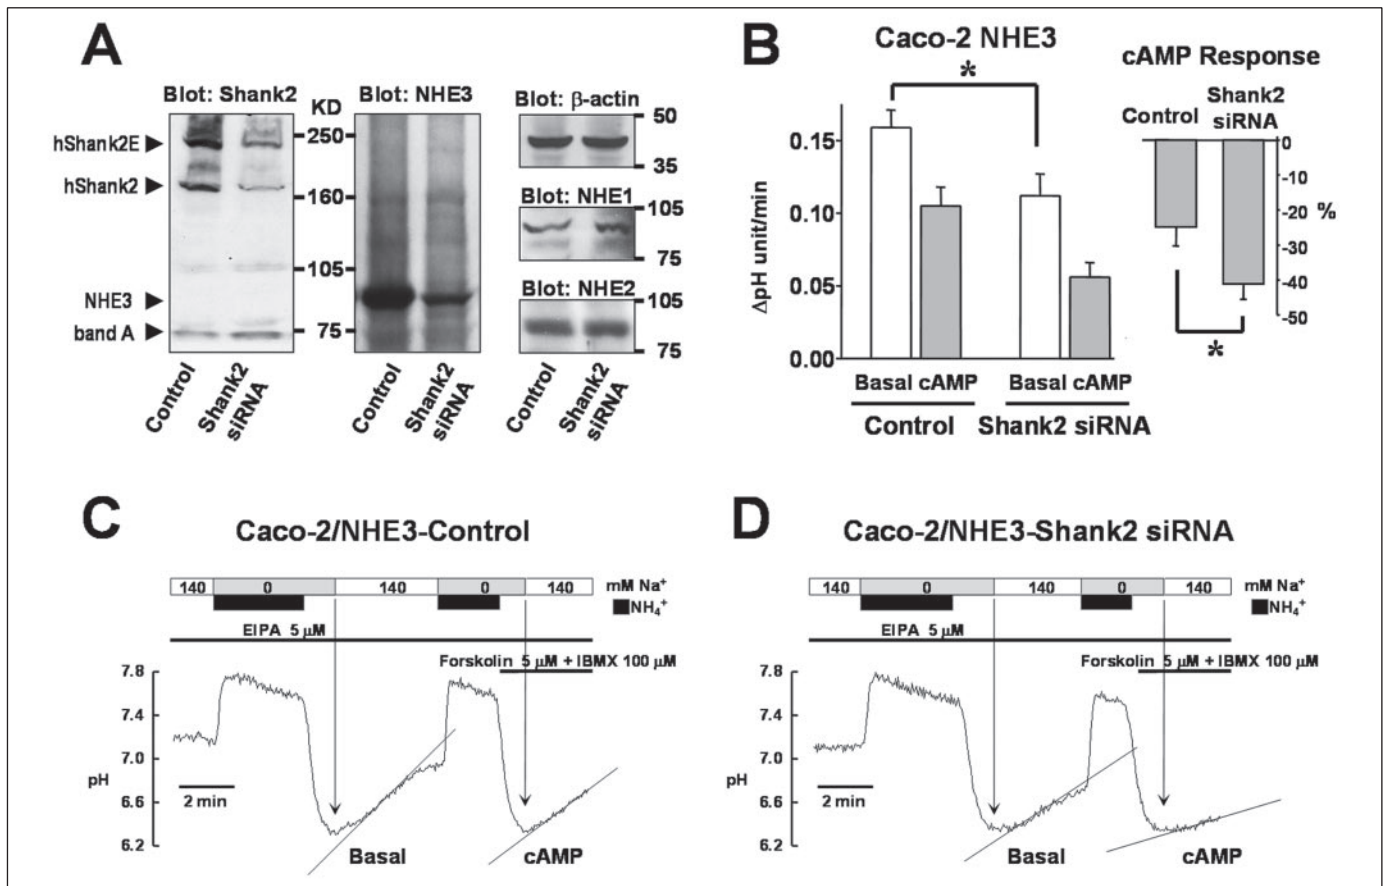 A
Blot: Shank2
KD
Blot: NHE3
Blot: β-actin
hShank2E
hShank2
NHE3
band A
250
160
105
75
50
35
Blot: NHE1
105
75
Blot: NHE2
105
75
Control
Shank2 siRNA
Control
Shank2 siRNA
Control
Shank2 siRNA
B
Caco-2 NHE3
*
ΔpH unit/min
0.15
0.10
0.05
0.00
Basal cAMP
Basal cAMP
Control
Shank2 siRNA
cAMP Response
Control
Shank2
siRNA
0
-10
-20
-30
-40
-50
%
*
C
Caco-2/NHE3-Control
140
0
140
0
140
mM Na⁺
NH₄⁺
EIPA 5 µM
Forskolin 5 µM + IBMX 100 µM
7.8
7.4
7.0
6.6
6.2
pH
2 min
Basal
cAMP
D
Caco-2/NHE3-Shank2 siRNA
140
0
140
0
140
mM Na⁺
NH₄⁺
EIPA 5 µM
Forskolin 5 µM + IBMX 100 µM
7.8
7.4
7.0
6.6
6.2
pH
2 min
Basal
cAMP